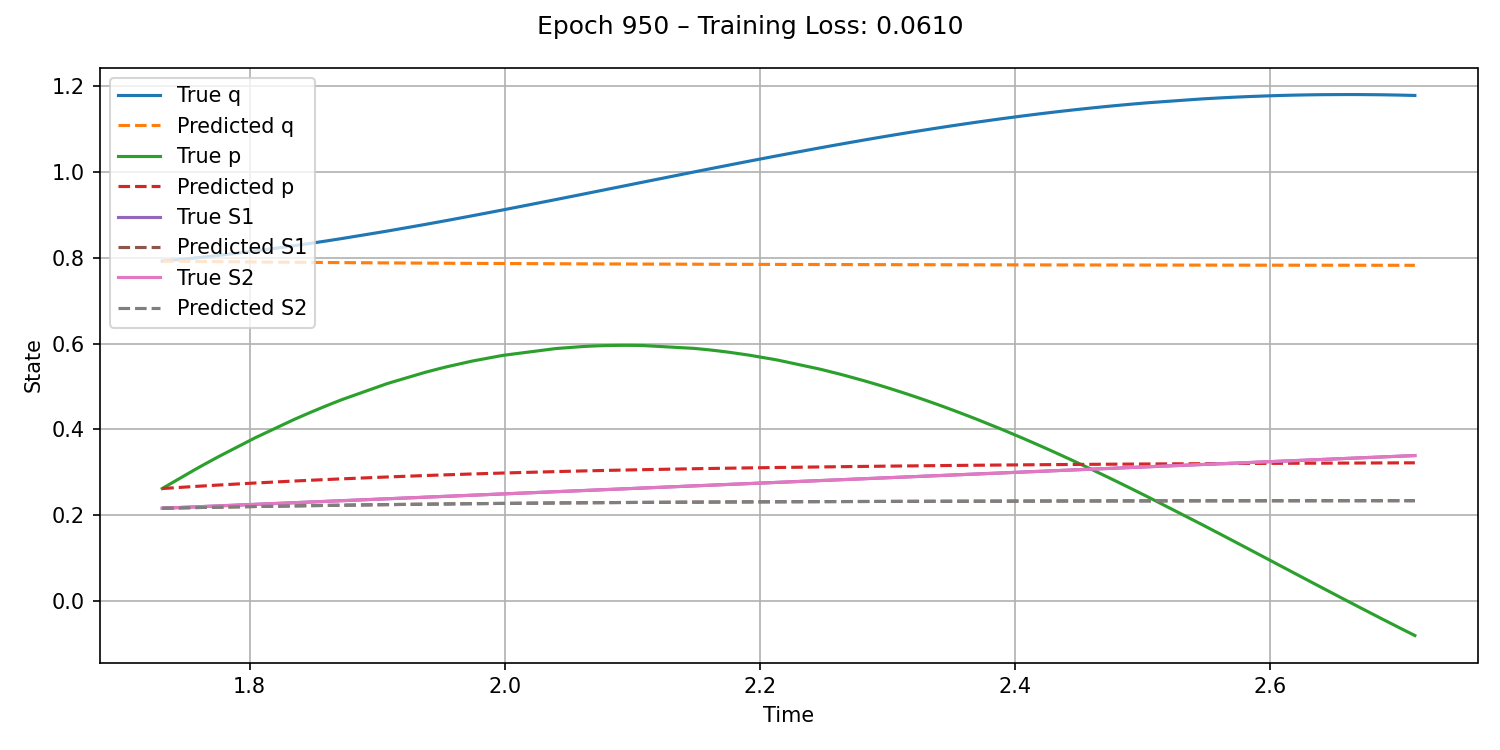 Epoch 950 – Training Loss: 0.0610
1.2
1.0
0.8
0.6
0.4
0.2
0.0
State
True q
Predicted q
True p
Predicted p
True S1
Predicted S1
True S2
Predicted S2
1.8
2.0
2.2
2.4
2.6
Time